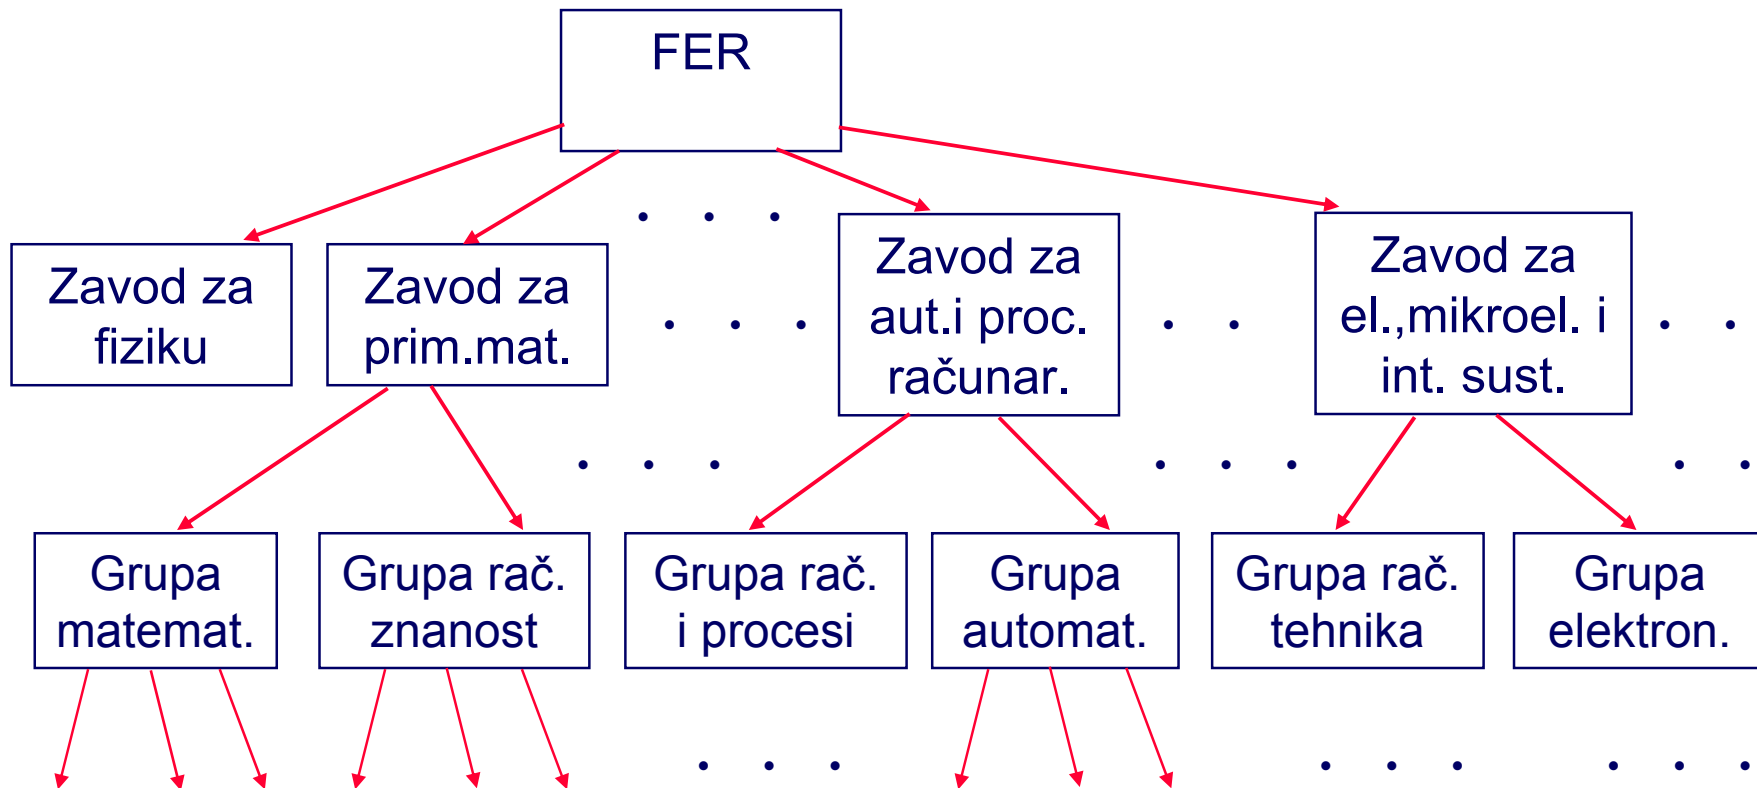 FER
Zavod za
fiziku
Zavod za
prim.mat.
Zavod za
aut.i proc.
računar.
Zavod za
el.,mikroel. i
int. sust.
Grupa
matemat.
Grupa rač.
znanost
Grupa rač.
i procesi
Grupa
automat.
Grupa rač.
tehnika
Grupa
elektron.